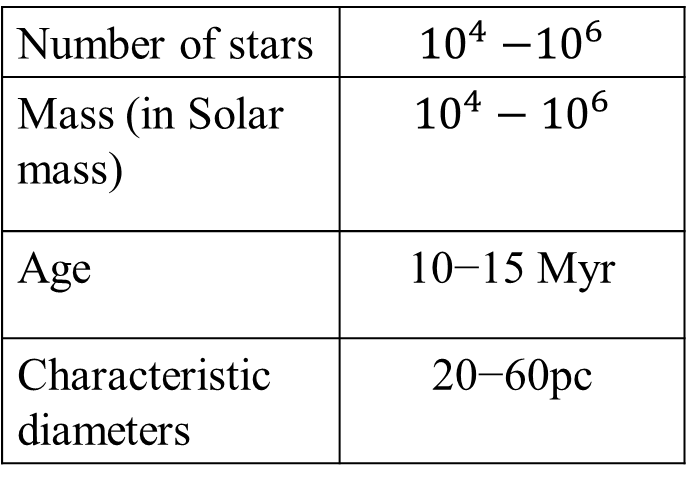 Number of stars 10⁴ –10⁶
Mass (in Solar 10⁴ – 10⁶
mass)
Age 10−15 Myr
Characteristic 20−60pc
diameters